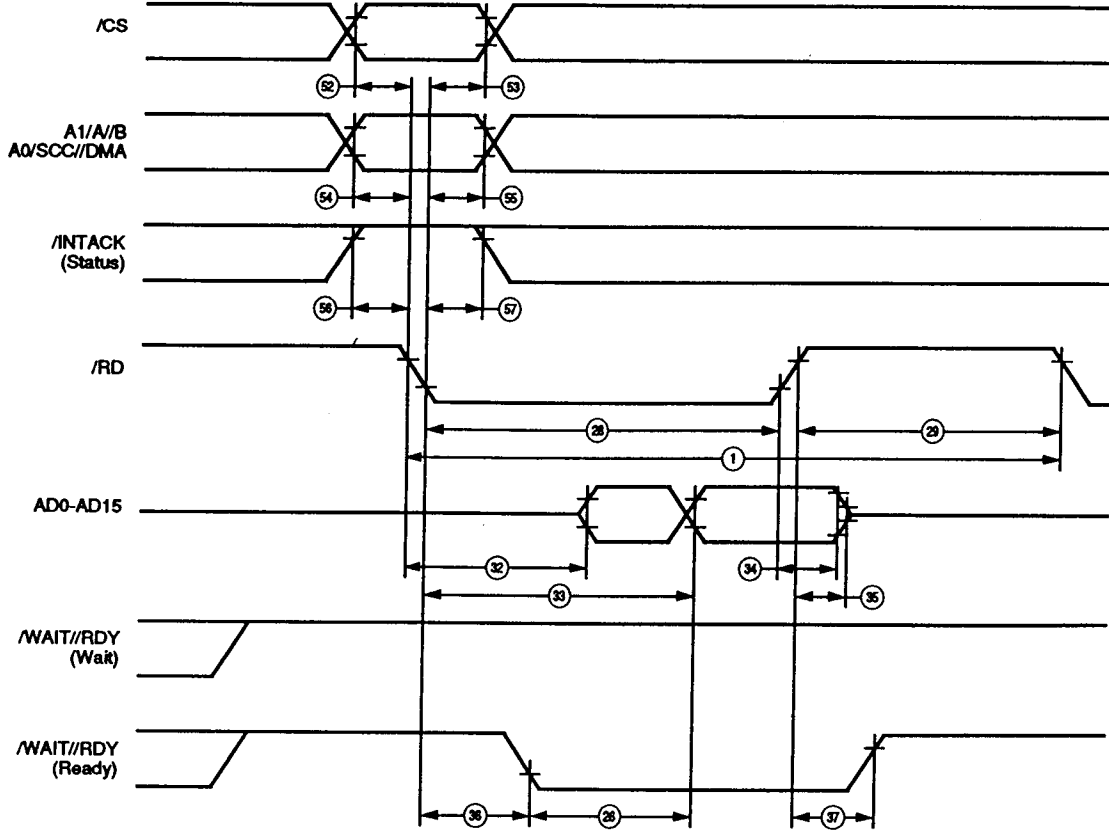 /CS
52
53
A1/A//B
A0/SCC//DMA
54
55
/INTACK
(Status)
56
57
/RD
28
29
1
AD0-AD15
32
34
33
35
/WAIT//RDY
(Wait)
/WAIT//RDY
(Ready)
36
26
37